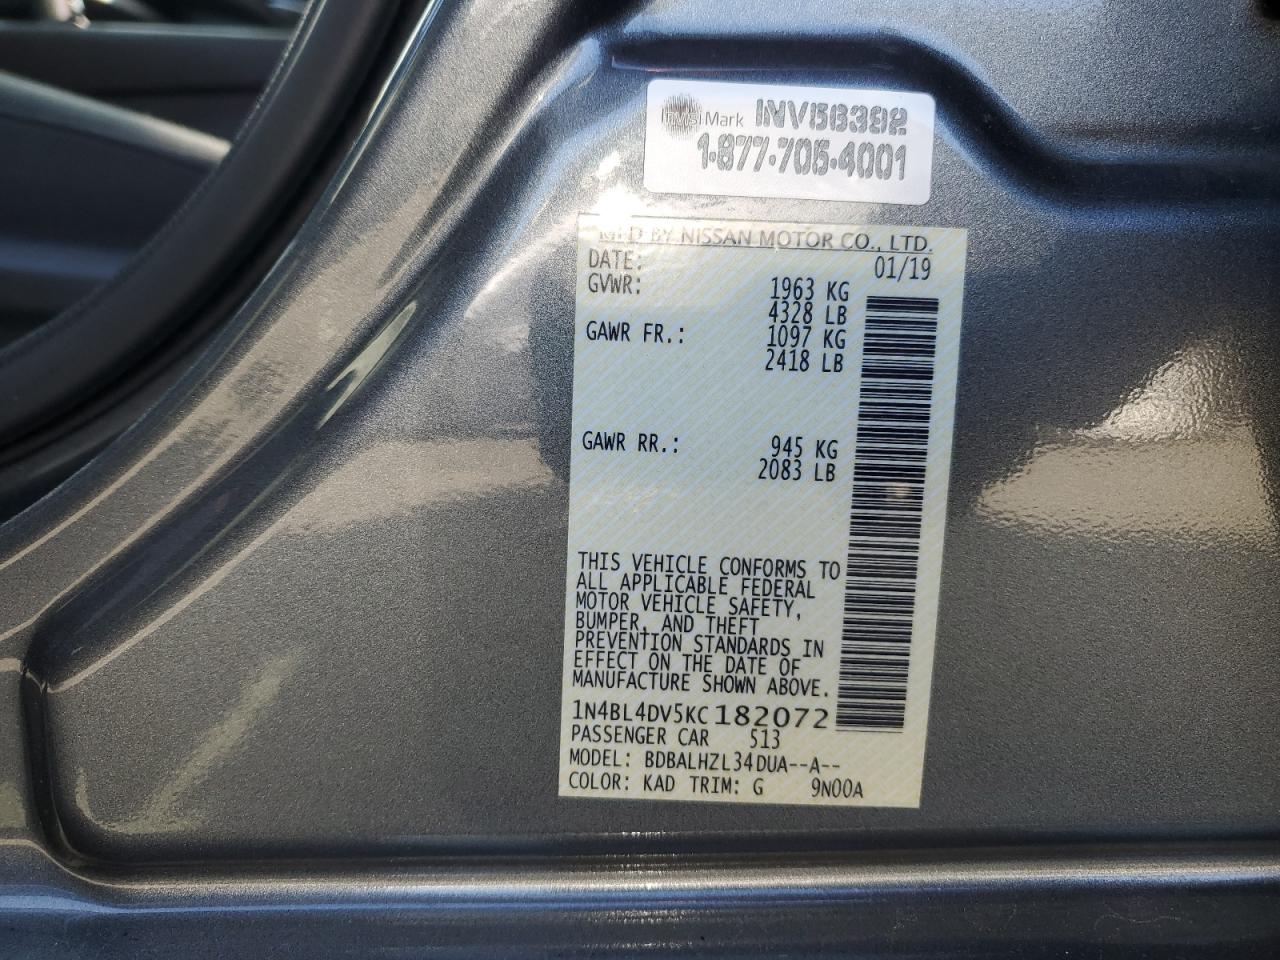 InvisiMark INV56392
1-877-705-4001
MFD BY NISSAN MOTOR CO., LTD.
DATE: 01/19
GVWR: 1963 KG
4328 LB
GAWR FR.: 1097 KG
2418 LB
GAWR RR.: 945 KG
2083 LB
THIS VEHICLE CONFORMS TO
ALL APPLICABLE FEDERAL
MOTOR VEHICLE SAFETY,
BUMPER, AND THEFT
PREVENTION STANDARDS IN
EFFECT ON THE DATE OF
MANUFACTURE SHOWN ABOVE.
1N4BL4DV5KC182072
PASSENGER CAR 513
MODEL: BDBALHZL34DUA--A--
COLOR: KAD TRIM: G 9N00A